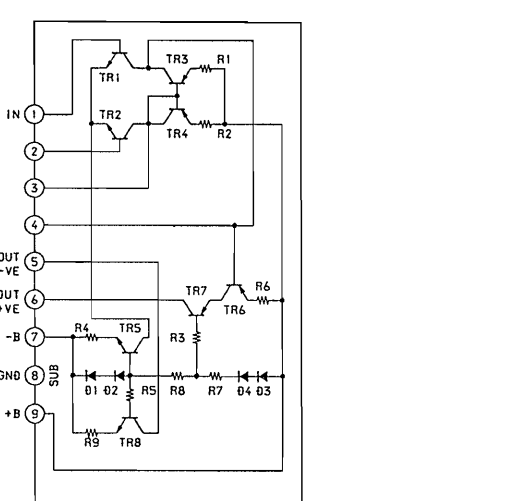 TR3 R1
TR1
TR2
IN 1
TR4 R2
2
3
4
OUT 5
-VE
TR7 R6
OUT 6
+VE
TR6
-B 7 R4 TR5 R3
GND 8 SUB
D1 D2 R5 R8 R7 D4 D3
+B 9
R9 TR8